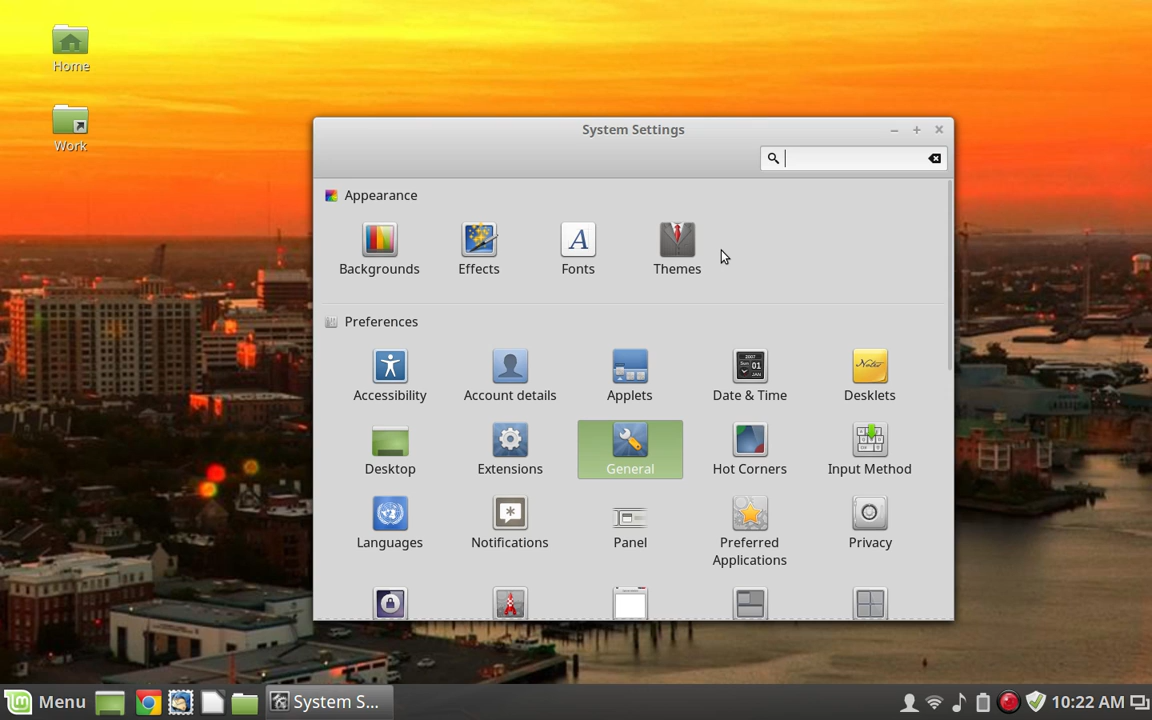 Home
Work
System Settings
Appearance
Backgrounds
Effects
Fonts
Themes
Preferences
Accessibility
Account details
Applets
Date & Time
Desklets
Desktop
Extensions
General
Hot Corners
Input Method
Languages
Notifications
Panel
Preferred
Applications
Privacy
Menu
System S...
10:22 AM